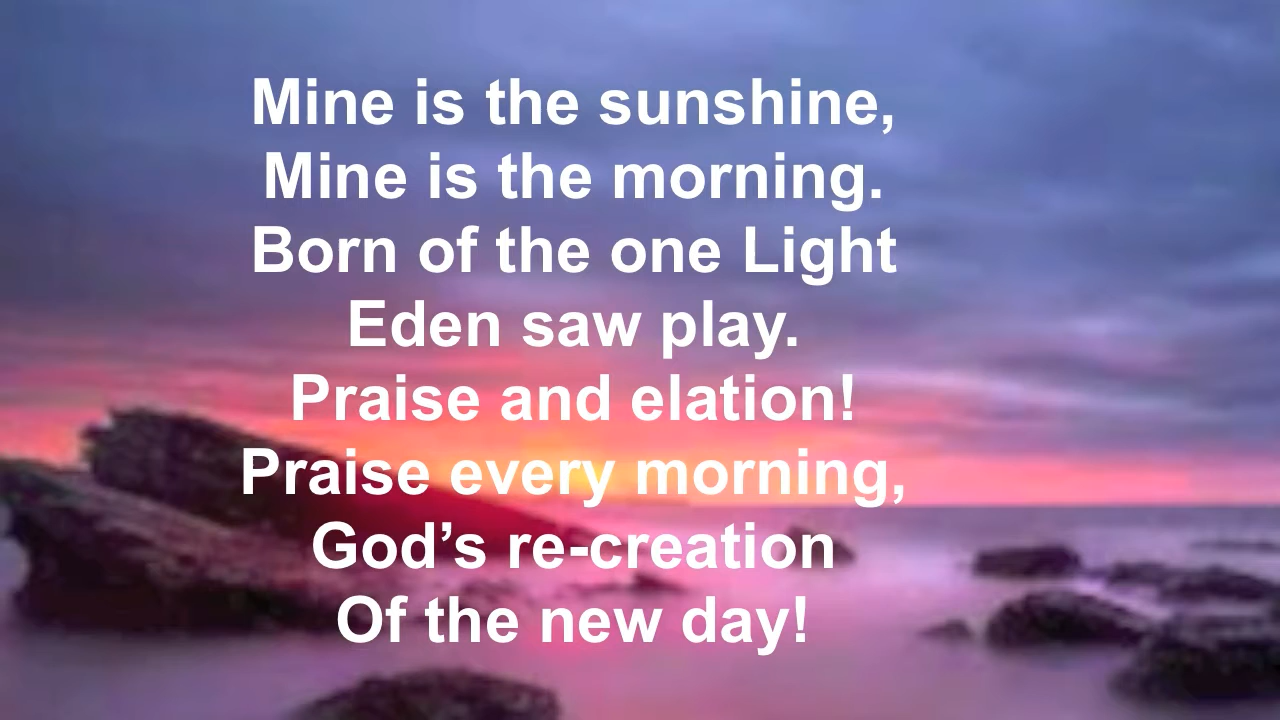 Mine is the sunshine,
Mine is the morning.
Born of the one Light
Eden saw play.
Praise and elation!
Praise every morning,
God’s re-creation
Of the new day!